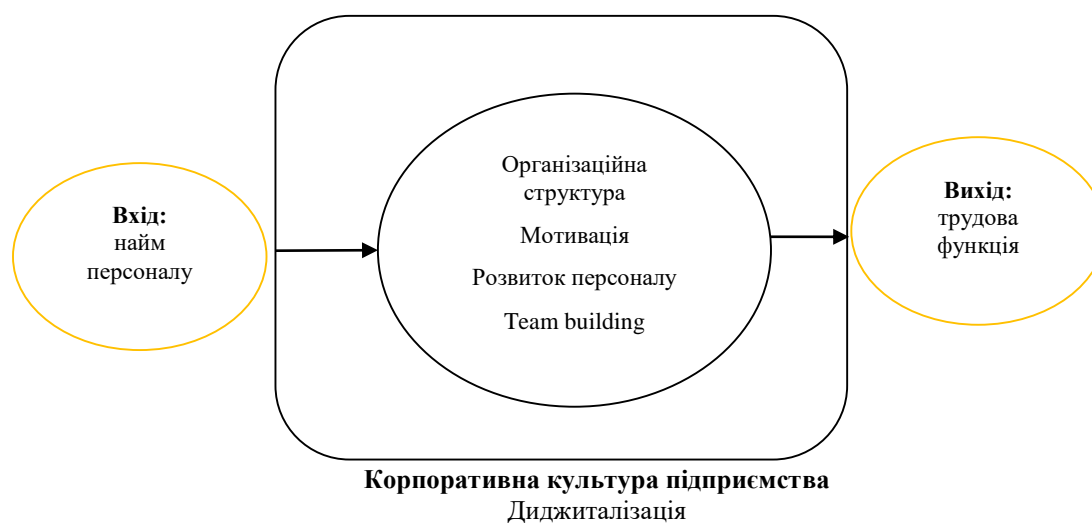 Вхід:
найм
персоналу
Організаційна
структура
Мотивація
Розвиток персоналу
Team building
Вихід:
трудова
функція
Корпоративна культура підприємства
Диджиталізація